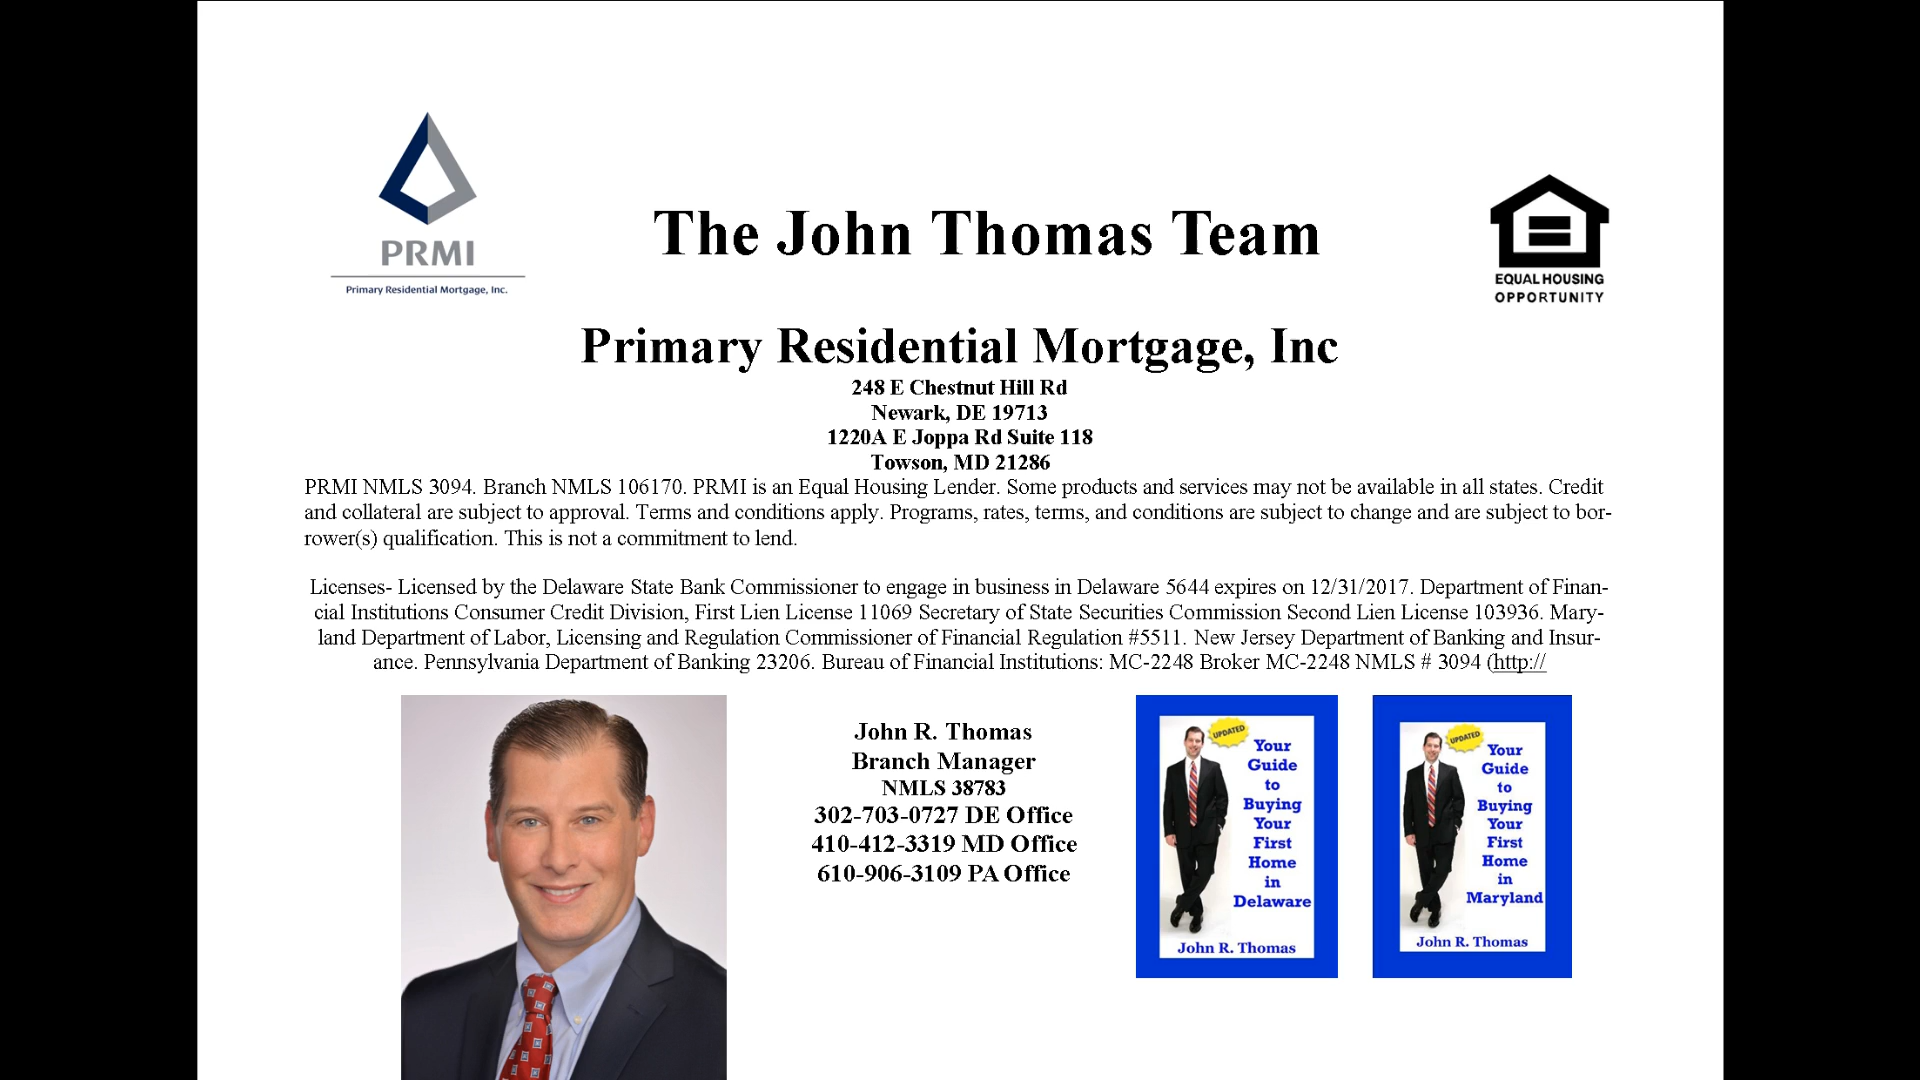 PRMI
Primary Residential Mortgage, Inc.
The John Thomas Team
EQUAL HOUSING
OPPORTUNITY
Primary Residential Mortgage, Inc
248 E Chestnut Hill Rd
Newark, DE 19713
1220A E Joppa Rd Suite 118
Towson, MD 21286
PRMI NMLS 3094. Branch NMLS 106170. PRMI is an Equal Housing Lender. Some products and services may not be available in all states. Credit
and collateral are subject to approval. Terms and conditions apply. Programs, rates, terms, and conditions are subject to change and are subject to bor-
rower(s) qualification. This is not a commitment to lend.
Licenses- Licensed by the Delaware State Bank Commissioner to engage in business in Delaware 5644 expires on 12/31/2017. Department of Finan-
cial Institutions Consumer Credit Division, First Lien License 11069 Secretary of State Securities Commission Second Lien License 103936. Mary-
land Department of Labor, Licensing and Regulation Commissioner of Financial Regulation #5511. New Jersey Department of Banking and Insur-
ance. Pennsylvania Department of Banking 23206. Bureau of Financial Institutions: MC-2248 Broker MC-2248 NMLS # 3094 (http://
John R. Thomas
Branch Manager
NMLS 38783
302-703-0727 DE Office
410-412-3319 MD Office
610-906-3109 PA Office
UPDATED
Your
Guide
to
Buying
Your
First
Home
in
Delaware
John R. Thomas
UPDATED
Your
Guide
to
Buying
Your
First
Home
in
Maryland
John R. Thomas